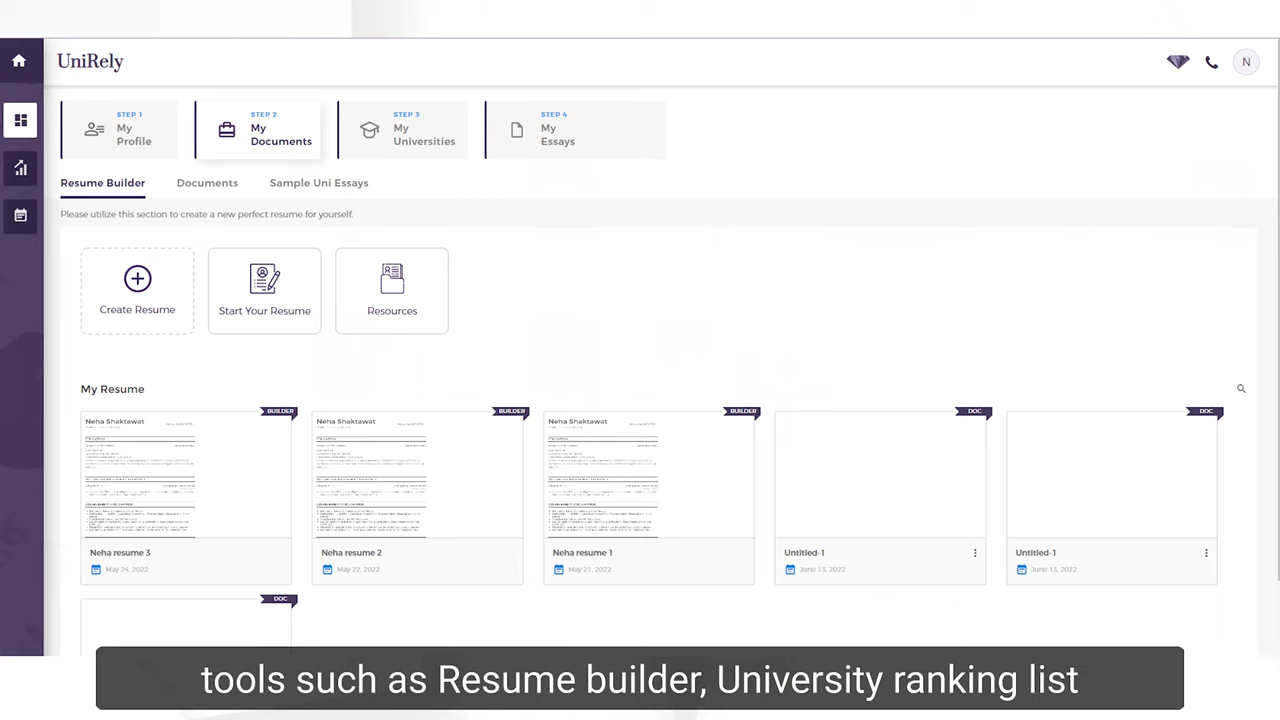 UniRely
N
STEP 1
My
Profile
STEP 2
My
Documents
STEP 3
My
Universities
STEP 4
My
Essays
Resume Builder
Documents
Sample Uni Essays
Please utilize this section to create a new perfect resume for yourself.
Create Resume
Start Your Resume
Resources
My Resume
BUILDER
Neha Shaktawat
Neha resume 3
May 24, 2022
BUILDER
Neha Shaktawat
Neha resume 2
May 22, 2022
BUILDER
Neha Shaktawat
Neha resume 1
May 21, 2022
DOC
Untitled-1
June 13, 2022
DOC
Untitled-1
June 13, 2022
DOC
tools such as Resume builder, University ranking list